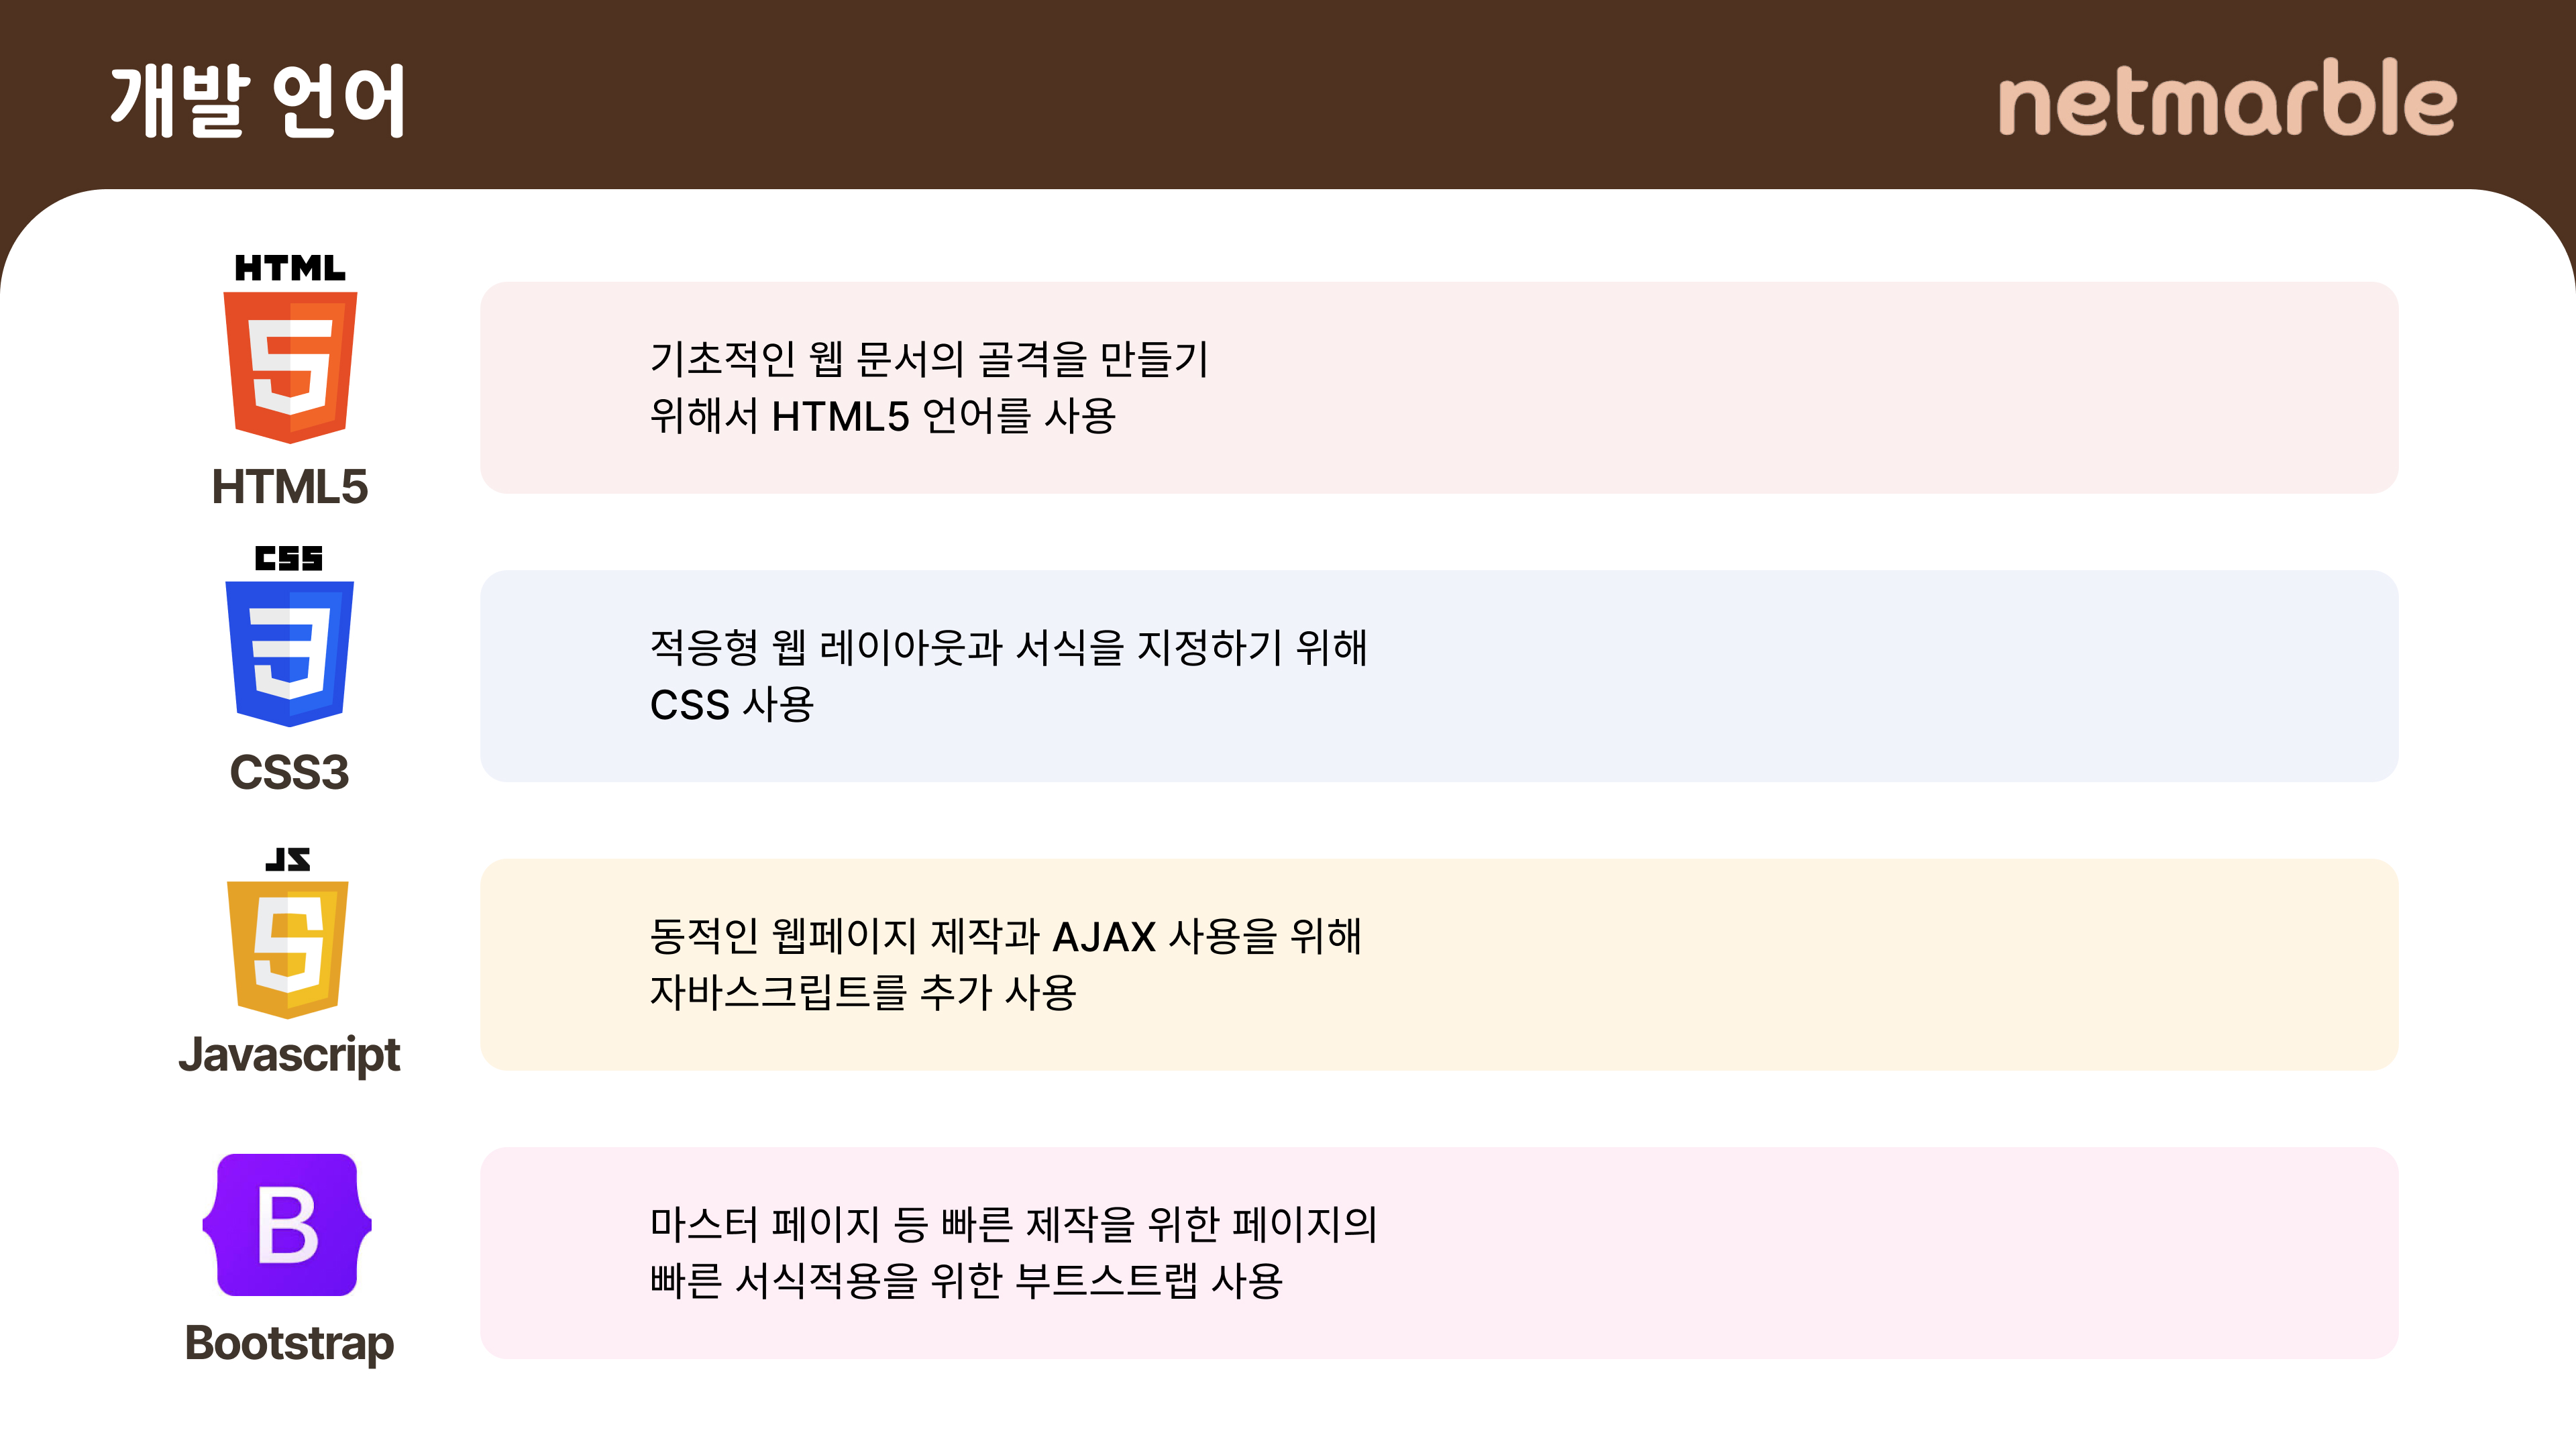 개발 언어
netmarble
HTML
HTML5
기초적인 웹 문서의 골격을 만들기
위해서 HTML5 언어를 사용
CSS
CSS3
적응형 웹 레이아웃과 서식을 지정하기 위해
CSS 사용
JS
Javascript
동적인 웹페이지 제작과 AJAX 사용을 위해
자바스크립트를 추가 사용
B
Bootstrap
마스터 페이지 등 빠른 제작을 위한 페이지의
빠른 서식적용을 위한 부트스트랩 사용